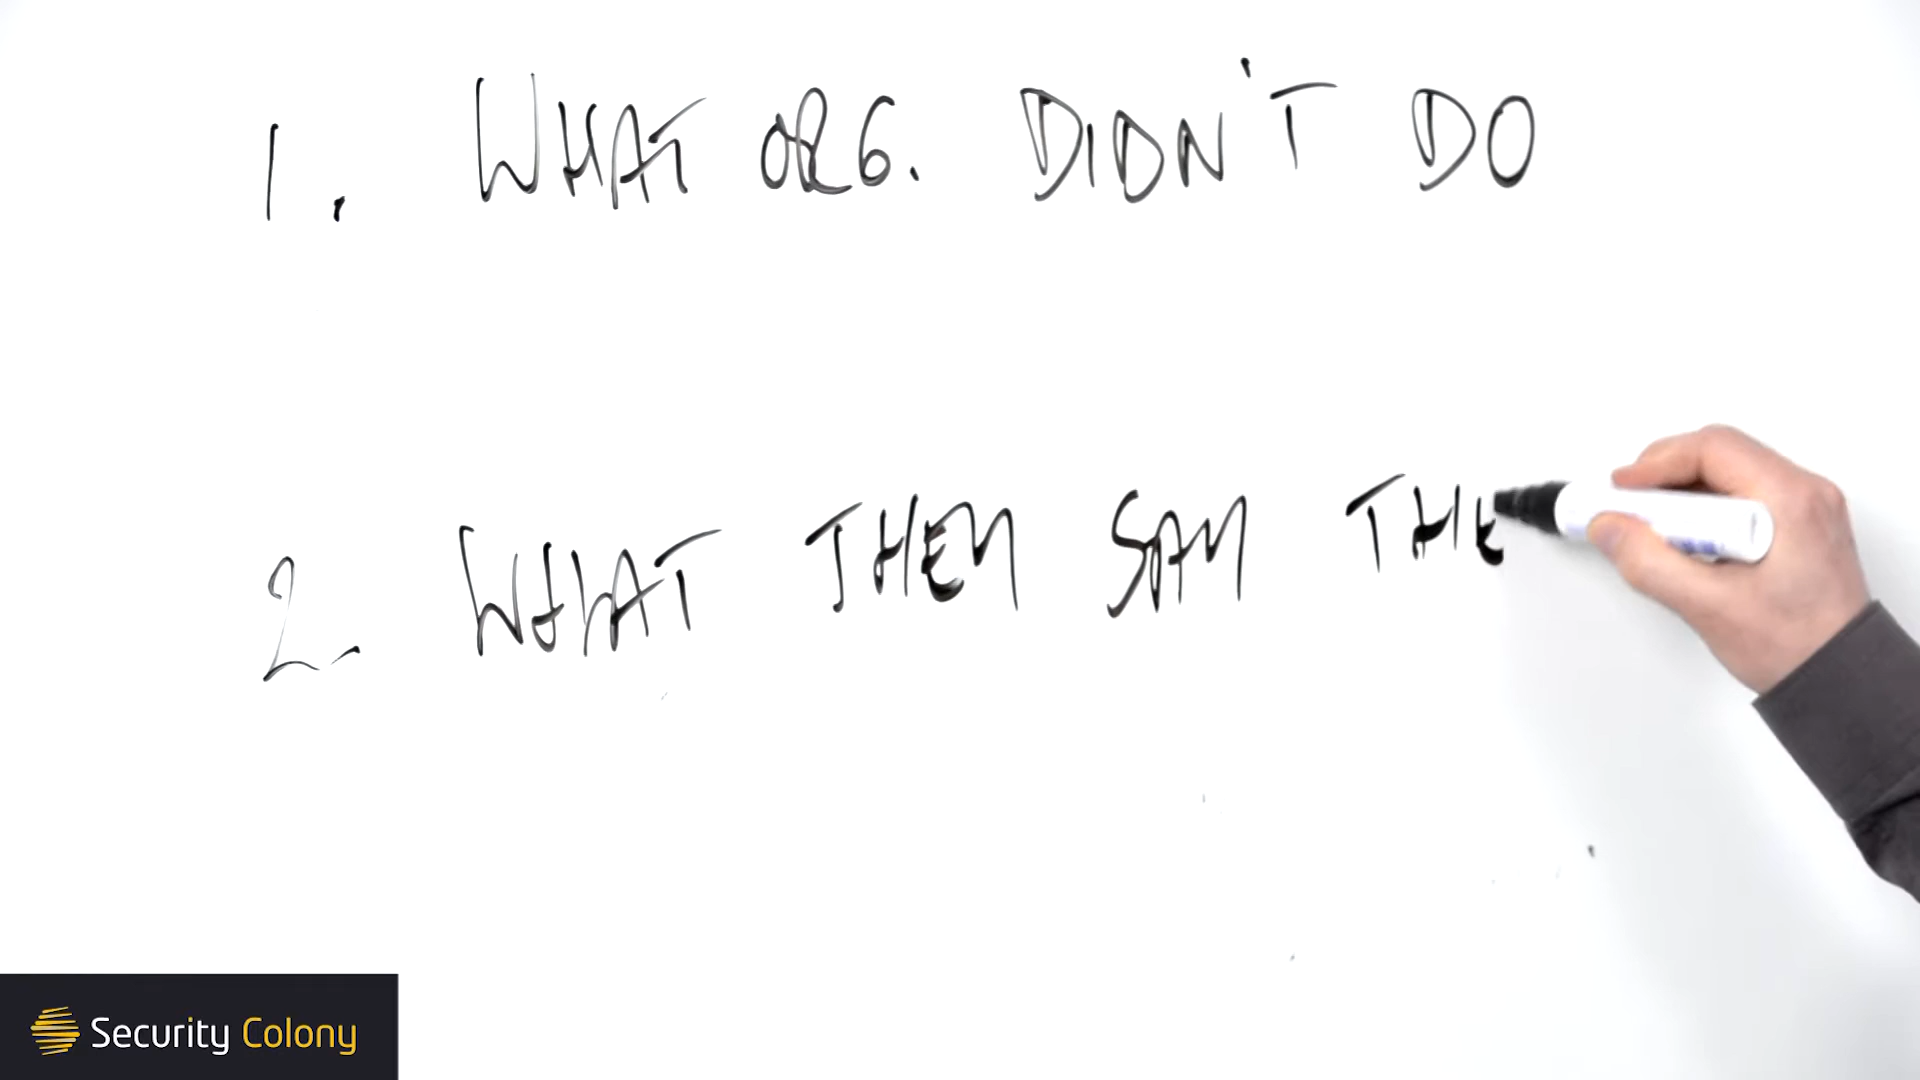 1. WHAT ORG. DIDN'T DO
2. WHAT THEY SAY THE
Security Colony